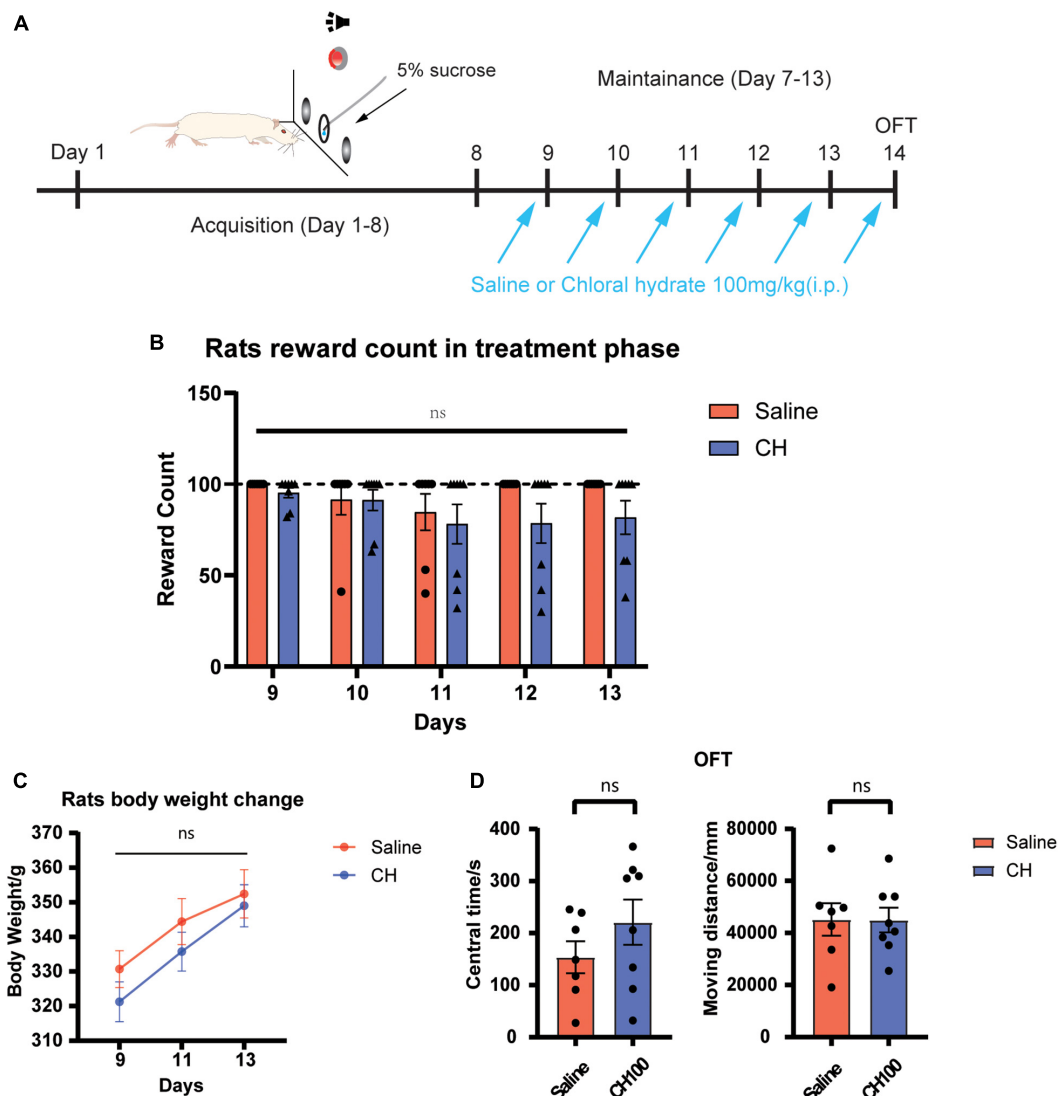 A
5% sucrose
Maintainance (Day 7-13)
OFT
Day 1
8
9
10
11
12
13
14
Acquisition (Day 1-8)
Saline or Chloral hydrate 100mg/kg(i.p.)
B
Rats reward count in treatment phase
150
100
50
0
Reward Count
ns
Saline
CH
9
10
11
12
13
Days
C
Rats body weight change
370
360
350
340
330
320
310
Body Weight/g
ns
Saline
CH
9
11
13
Days
D
OFT
400
300
200
100
0
Central time/s
ns
Saline
CH100
80000
60000
40000
20000
0
Moving distance/mm
ns
Saline
CH100
Saline
CH